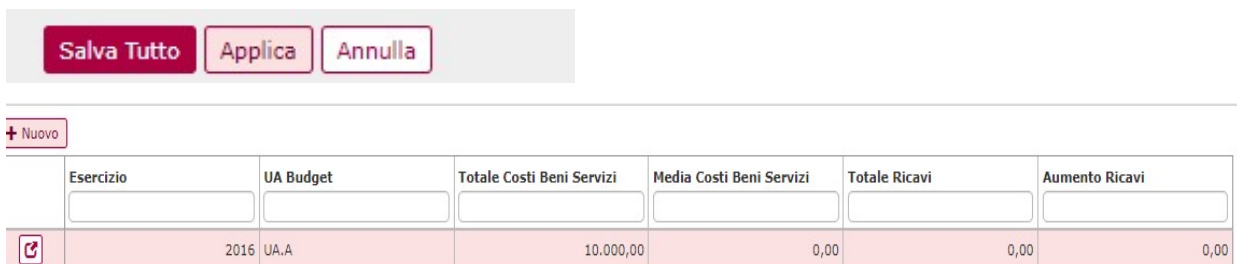 Salva Tutto Applica Annulla
+ Nuovo
Esercizio UA Budget Totale Costi Beni Servizi Media Costi Beni Servizi Totale Ricavi Aumento Ricavi
2016 UA.A 10.000,00 0,00 0,00 0,00